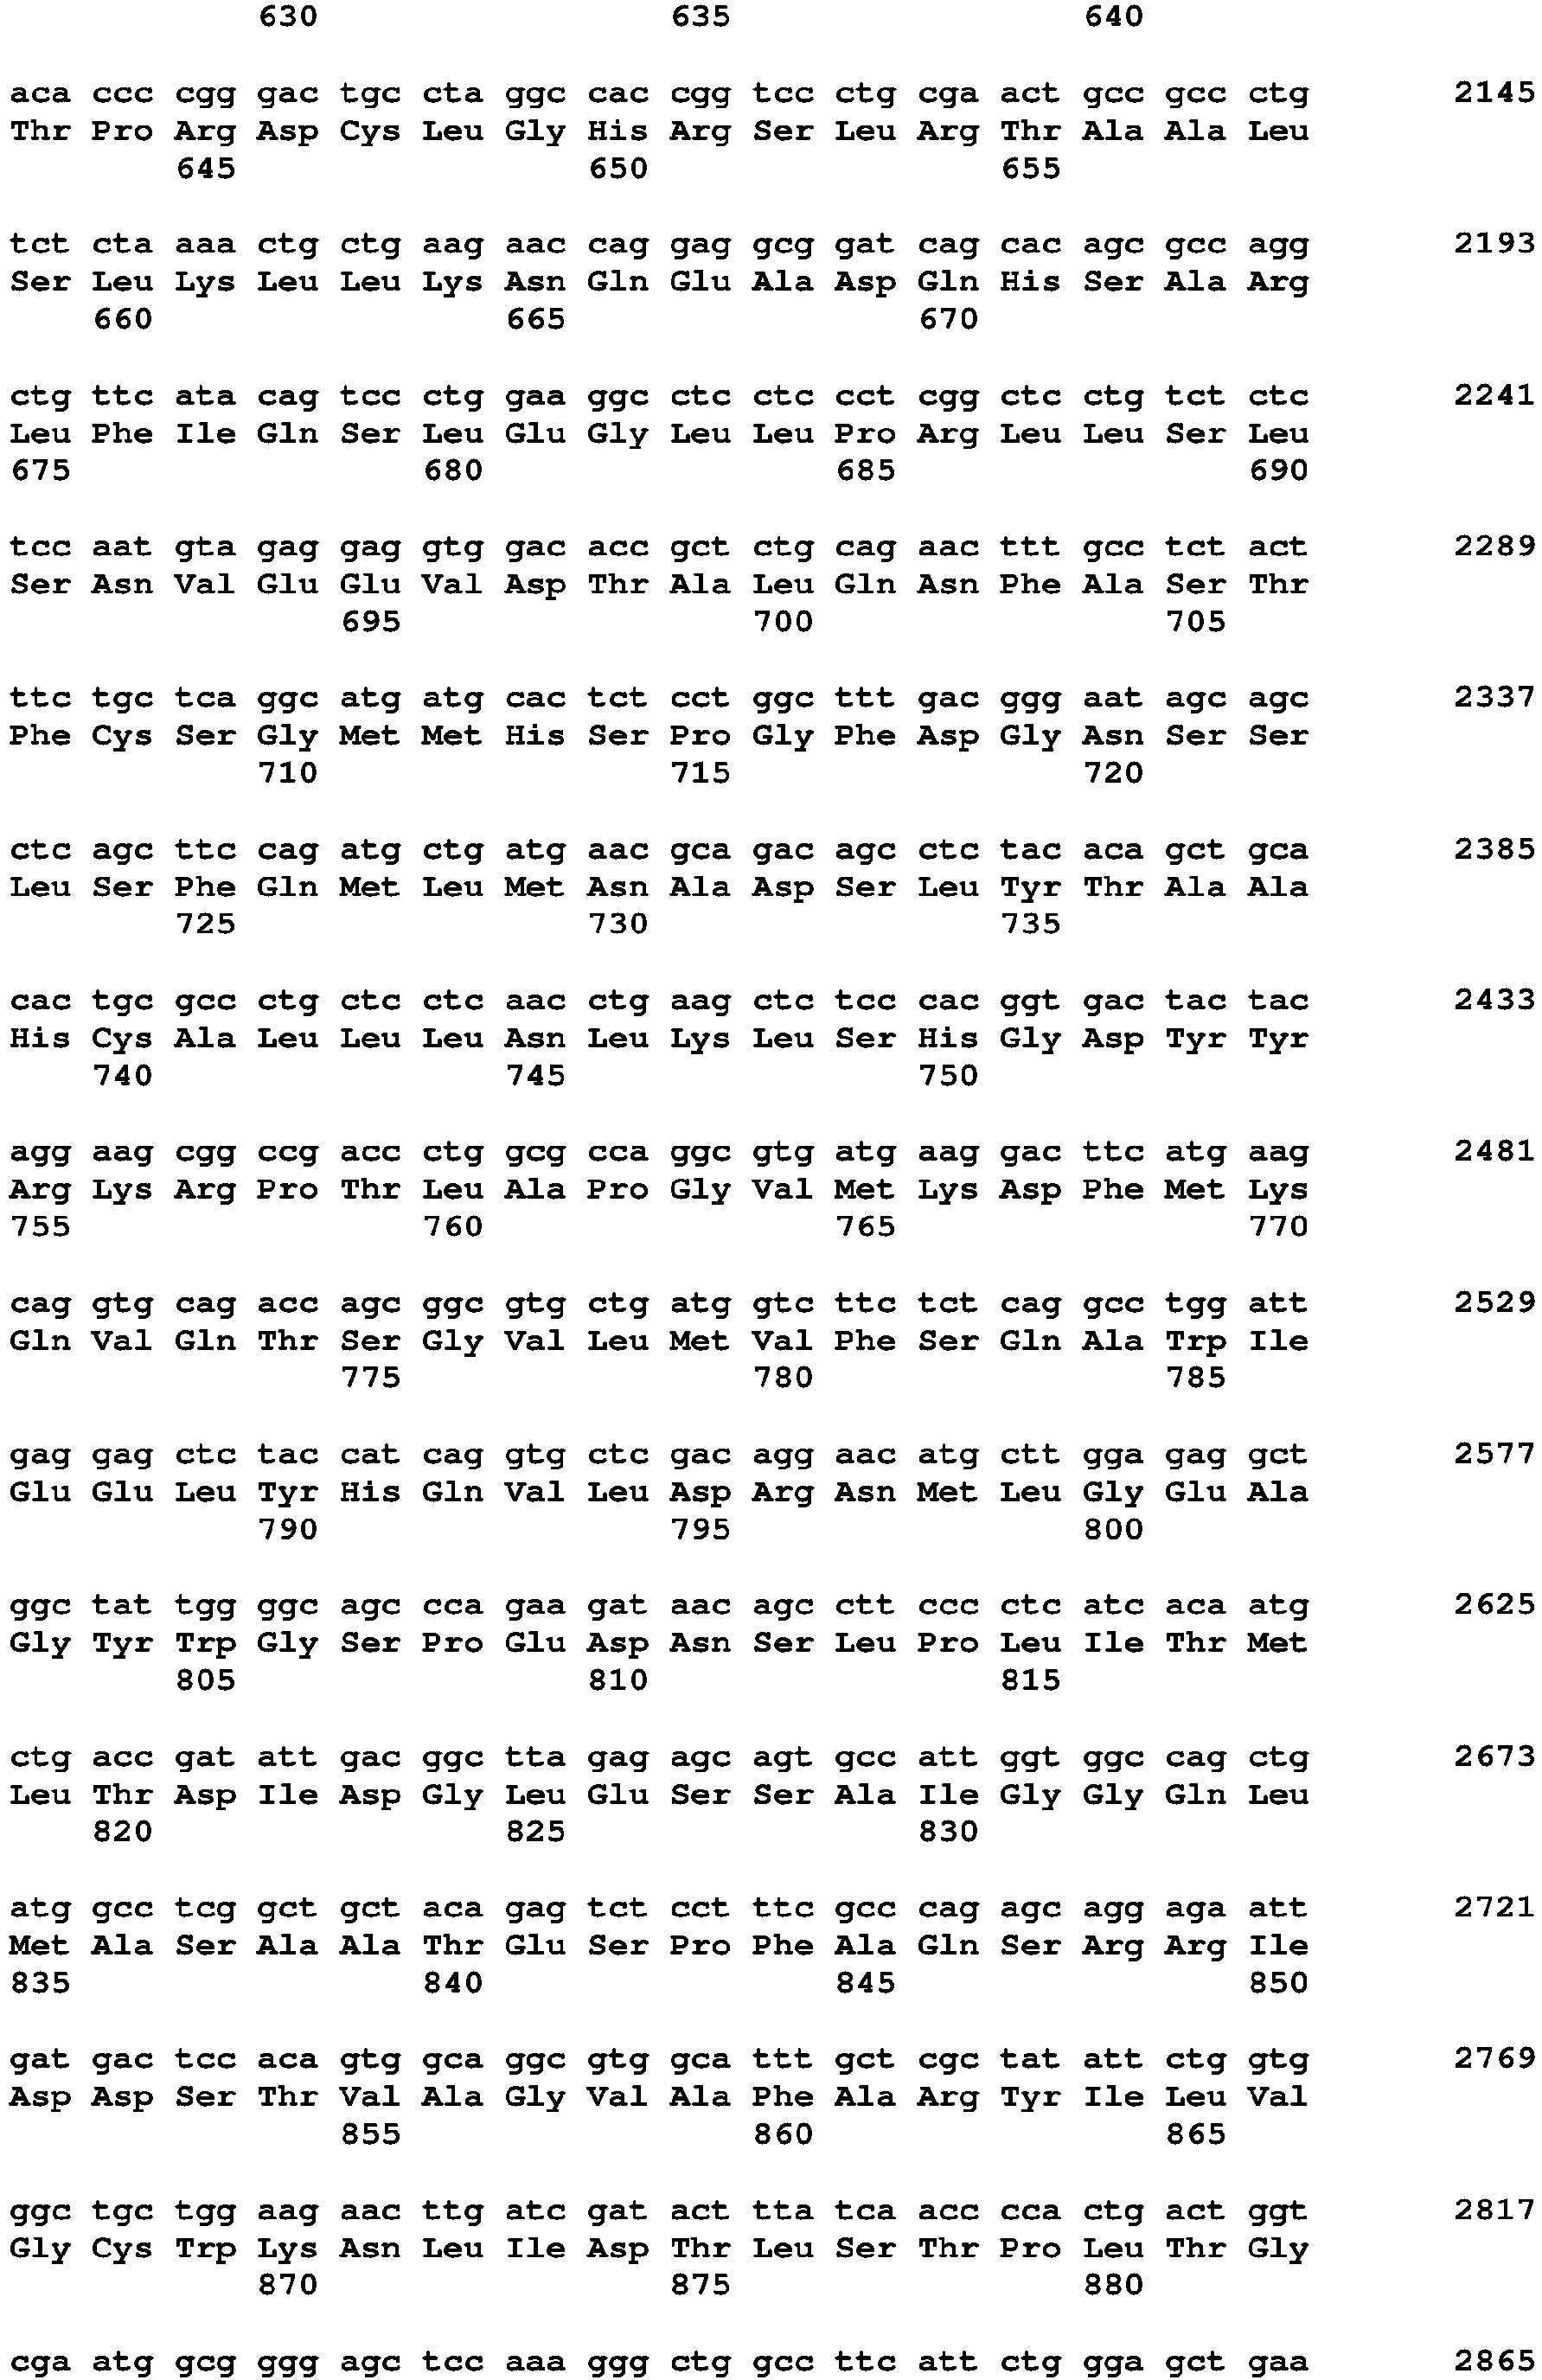 630 635 640
aca ccc cgg gac tgc cta ggc cac cgg tcc ctg cga act gcc gcc ctg 2145
Thr Pro Arg Asp Cys Leu Gly His Arg Ser Leu Arg Thr Ala Ala Leu
645 650 655
tct cta aaa ctg ctg aag aac cag gag gcg gat cag cac agc gcc agg 2193
Ser Leu Lys Leu Leu Lys Asn Gln Glu Ala Asp Gln His Ser Ala Arg
660 665 670
ctg ttc ata cag tcc ctg gaa ggc ctc ctc cct cgg ctc ctg tct ctc 2241
Leu Phe Ile Gln Ser Leu Glu Gly Leu Leu Pro Arg Leu Leu Ser Leu
675 680 685 690
tcc aat gta gag gag gtg gac acc gct ctg cag aac ttt gcc tct act 2289
Ser Asn Val Glu Glu Val Asp Thr Ala Leu Gln Asn Phe Ala Ser Thr
695 700 705
ttc tgc tca ggc atg atg cac tct cct ggc ttt gac ggg aat agc agc 2337
Phe Cys Ser Gly Met Met His Ser Pro Gly Phe Asp Gly Asn Ser Ser
710 715 720
ctc agc ttc cag atg ctg atg aac gca gac agc ctc tac aca gct gca 2385
Leu Ser Phe Gln Met Leu Met Asn Ala Asp Ser Leu Tyr Thr Ala Ala
725 730 735
cac tgc gcc ctg ctc ctc aac ctg aag ctc tcc cac ggt gac tac tac 2433
His Cys Ala Leu Leu Leu Asn Leu Lys Leu Ser His Gly Asp Tyr Tyr
740 745 750
agg aag cgg ccg acc ctg gcg cca ggc gtg atg aag gac ttc atg aag 2481
Arg Lys Arg Pro Thr Leu Ala Pro Gly Val Met Lys Asp Phe Met Lys
755 760 765 770
cag gtg cag acc agc ggc gtg ctg atg gtc ttc tct cag gcc tgg att 2529
Gln Val Gln Thr Ser Gly Val Leu Met Val Phe Ser Gln Ala Trp Ile
775 780 785
gag gag ctc tac cat cag gtg ctc gac agg aac atg ctt gga gag gct 2577
Glu Glu Leu Tyr His Gln Val Leu Asp Arg Asn Met Leu Gly Glu Ala
790 795 800
ggc tat tgg ggc agc cca gaa gat aac agc ctt ccc ctc atc aca atg 2625
Gly Tyr Trp Gly Ser Pro Glu Asp Asn Ser Leu Pro Leu Ile Thr Met
805 810 815
ctg acc gat att gac ggc tta gag agc agt gcc att ggt ggc cag ctg 2673
Leu Thr Asp Ile Asp Gly Leu Glu Ser Ser Ala Ile Gly Gly Gln Leu
820 825 830
atg gcc tcg gct gct aca gag tct cct ttc gcc cag agc agg aga att 2721
Met Ala Ser Ala Ala Thr Glu Ser Pro Phe Ala Gln Ser Arg Arg Ile
835 840 845 850
gat gac tcc aca gtg gca ggc gtg gca ttt gct cgc tat att ctg gtg 2769
Asp Asp Ser Thr Val Ala Gly Val Ala Phe Ala Arg Tyr Ile Leu Val
855 860 865
ggc tgc tgg aag aac ttg atc gat act tta tca acc cca ctg act ggt 2817
Gly Cys Trp Lys Asn Leu Ile Asp Thr Leu Ser Thr Pro Leu Thr Gly
870 875 880
cga atg gcg ggg agc tcc aaa ggg ctg gcc ttc att ctg gga gct gaa 2865